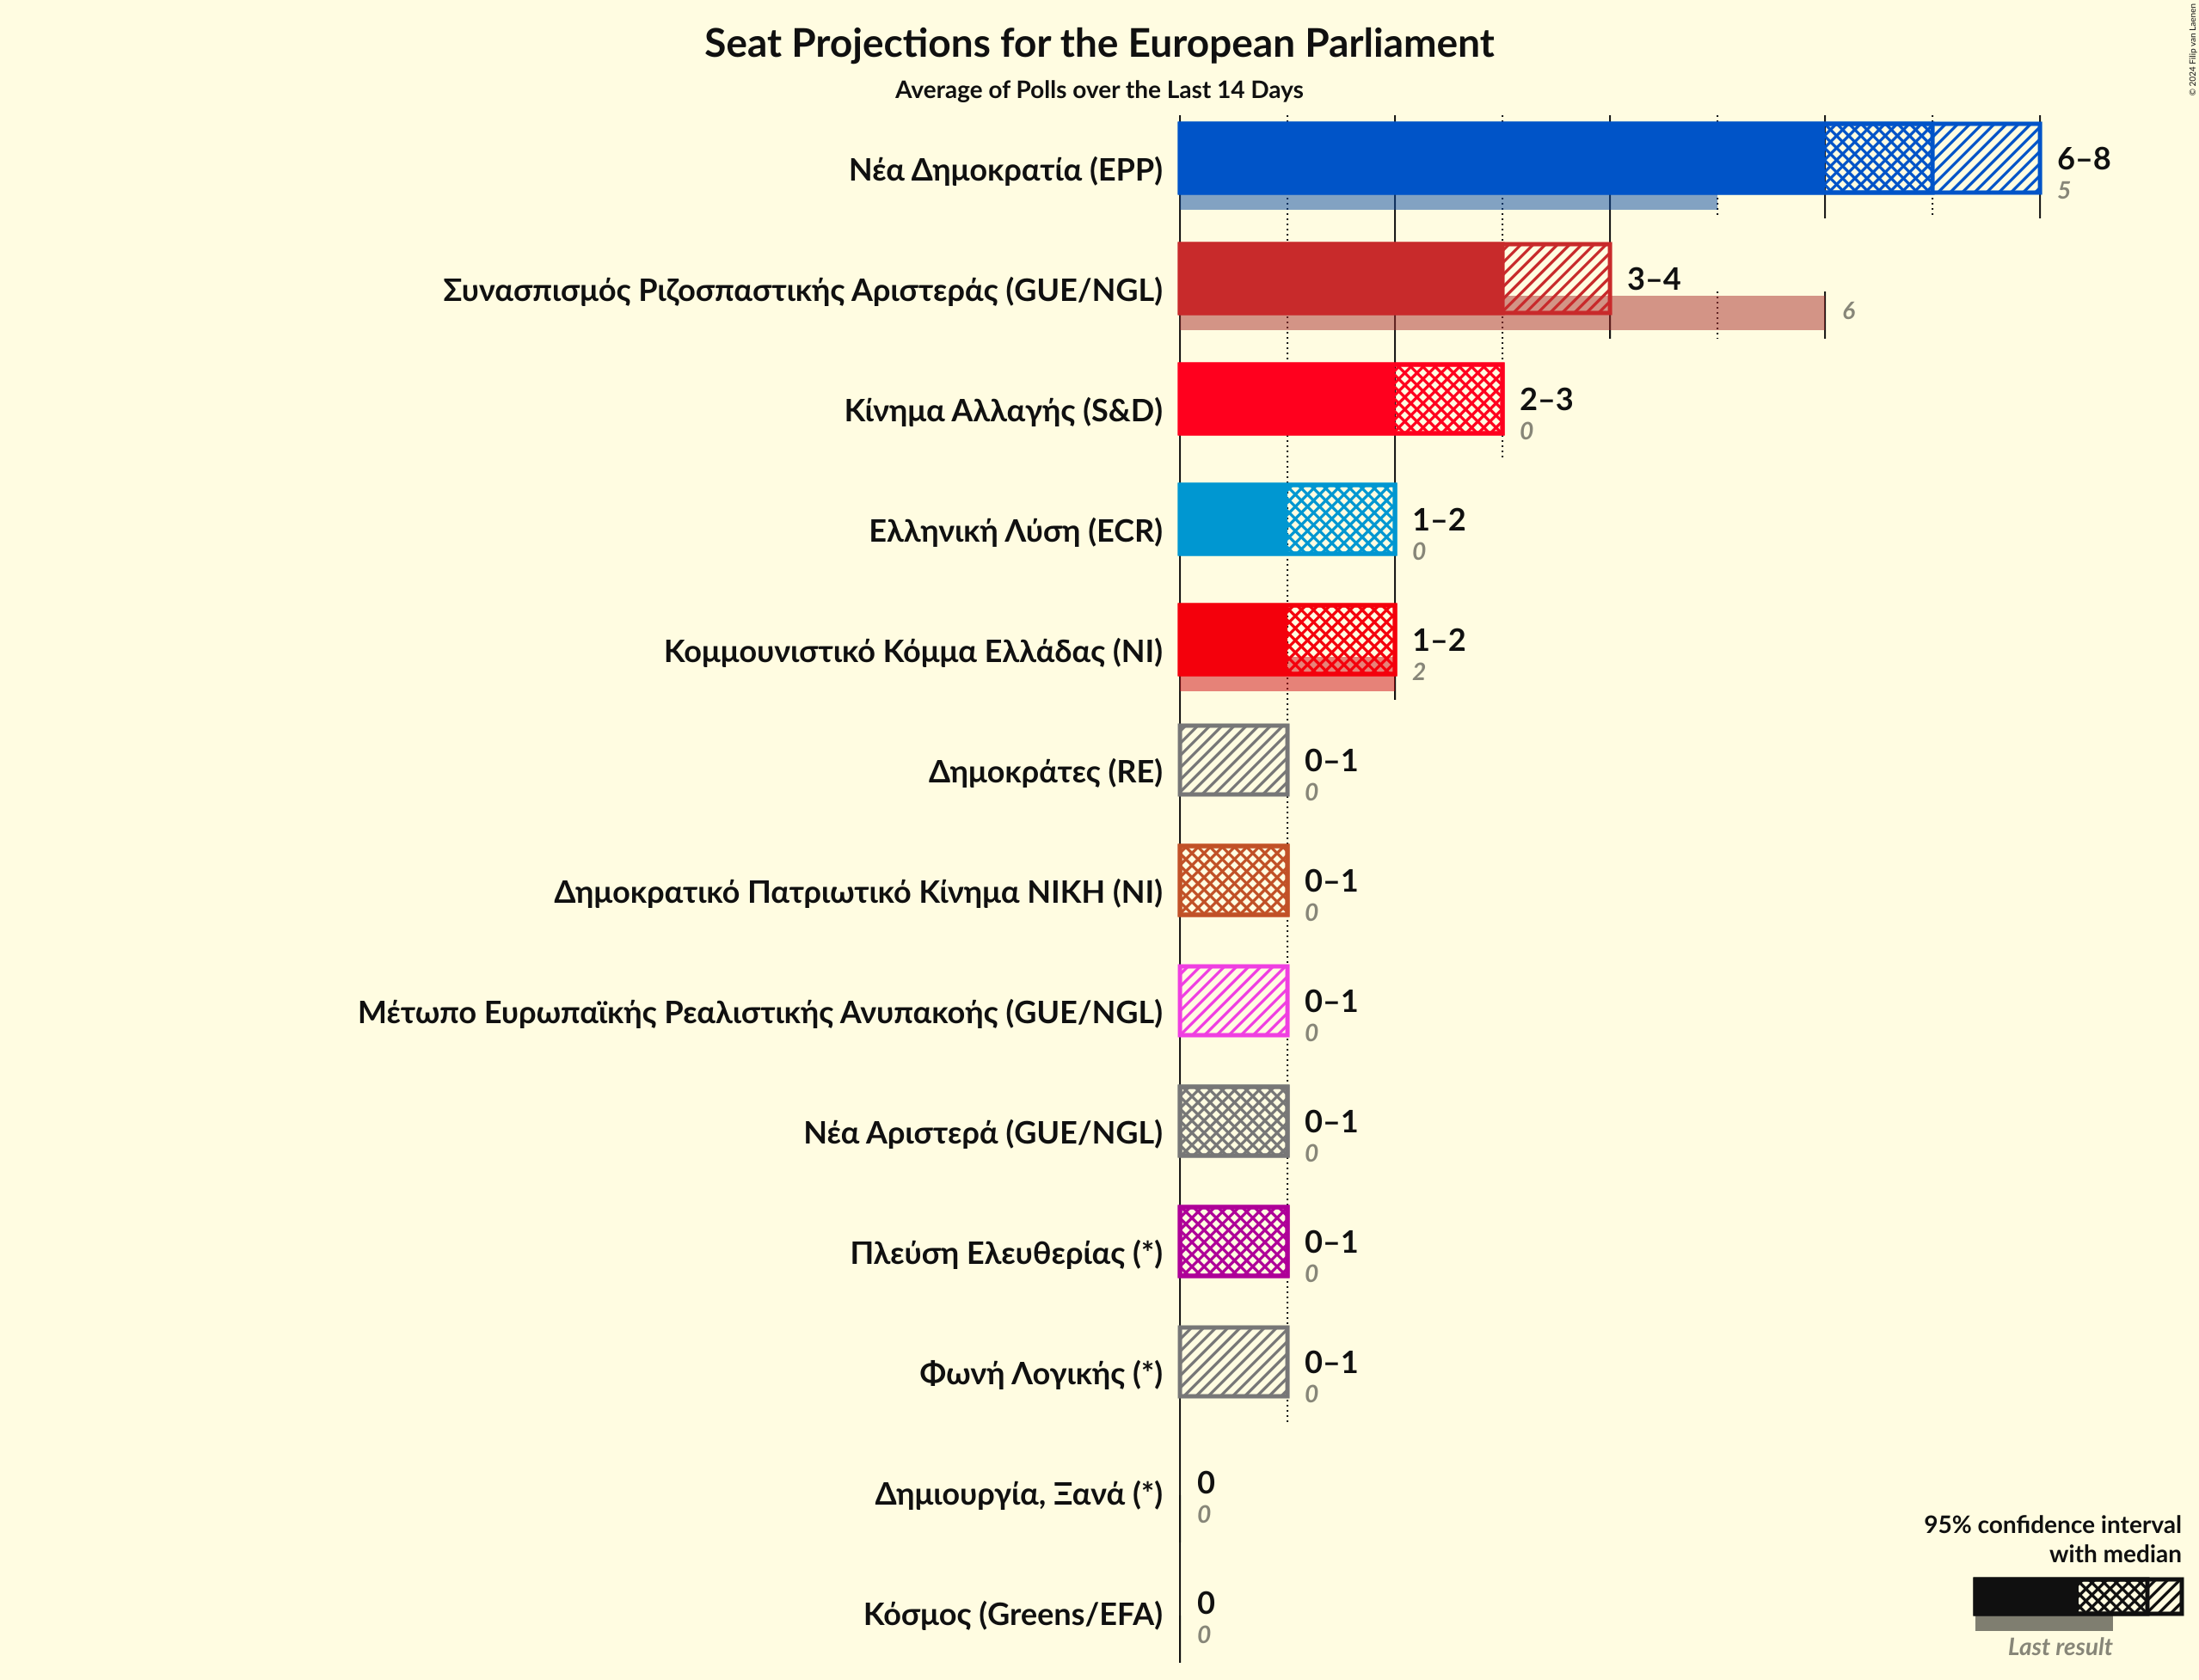 © 2024 Filip van Laenen
Seat Projections for the European Parliament
Average of Polls over the Last 14 Days
Νέα Δημοκρατία (EPP)
6–8
5
Συνασπισμός Ριζοσπαστικής Αριστεράς (GUE/NGL)
3–4
6
Κίνημα Αλλαγής (S&D)
2–3
0
Ελληνική Λύση (ECR)
1–2
0
Κομμουνιστικό Κόμμα Ελλάδας (NI)
1–2
2
Δημοκράτες (RE)
0–1
0
Δημοκρατικό Πατριωτικό Κίνημα ΝΙΚΗ (NI)
0–1
0
Μέτωπο Ευρωπαϊκής Ρεαλιστικής Ανυπακοής (GUE/NGL)
0–1
0
Νέα Αριστερά (GUE/NGL)
0–1
0
Πλεύση Ελευθερίας (*)
0–1
0
Φωνή Λογικής (*)
0–1
0
Δημιουργία, Ξανά (*)
0
0
Κόσμος (Greens/EFA)
0
0
95% confidence interval
with median
Last result